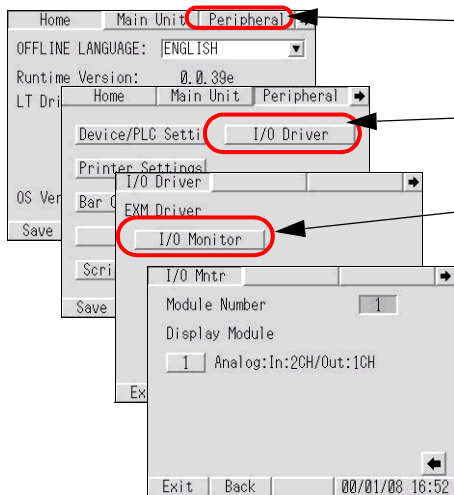 Home Main Unit Peripheral
OFFLINE LANGUAGE: ENGLISH
Runtime Version: 0.0.39e
LT Dri
OS Ver
Save
Home Main Unit Peripheral
Device/PLC Setti I/O Driver
Printer Settings
Bar C
Scri
Save
I/O Driver
EXM Driver
I/O Monitor
Ex
I/O Mntr
Module Number 1
Display Module
1 Analog:In:2CH/Out:1CH
Exit Back 00/01/08 16:52